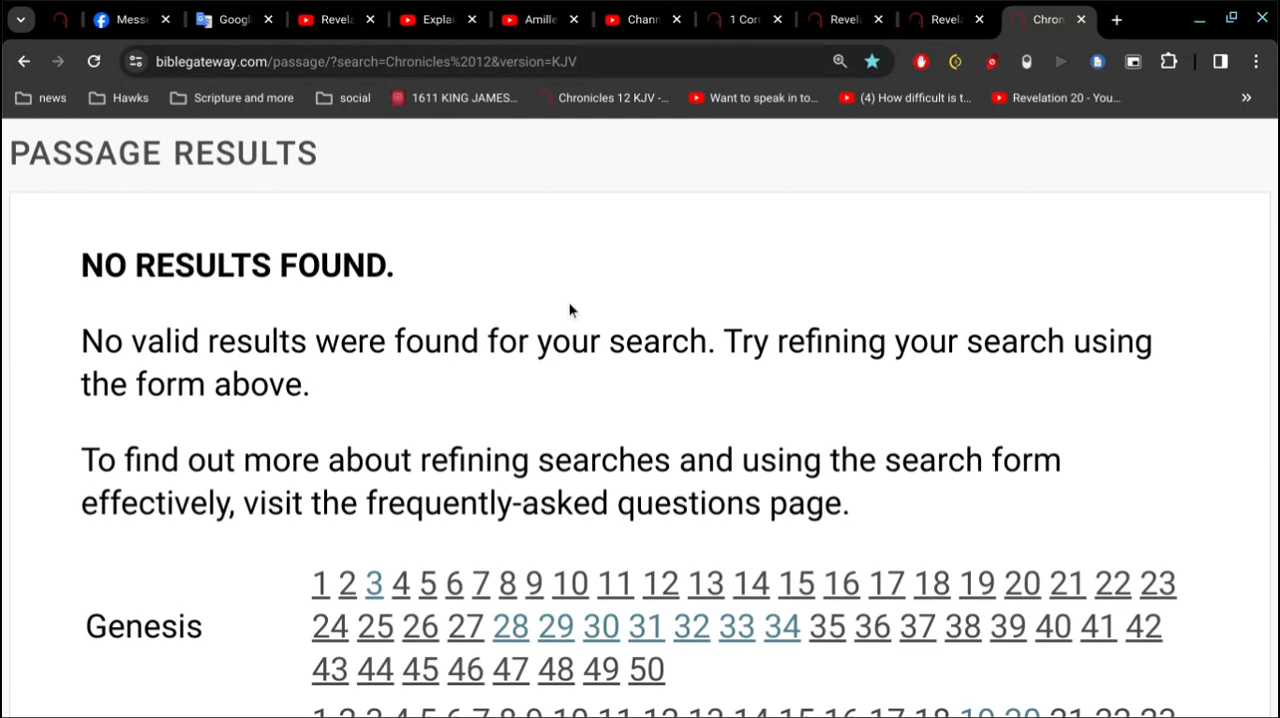 Messe
Googl
Revela
Explai
Amille
Chann
1 Cori
Revela
Revela
Chron
biblegateway.com/passage/?search=Chronicles%2012&version=KJV
news
Hawks
Scripture and more
social
1611 KING JAMES...
Chronicles 12 KJV -...
Want to speak in to...
(4) How difficult is t...
Revelation 20 - You...
PASSAGE RESULTS
NO RESULTS FOUND.
No valid results were found for your search. Try refining your search using
the form above.
To find out more about refining searches and using the search form
effectively, visit the frequently-asked questions page.
1 2 3 4 5 6 7 8 9 10 11 12 13 14 15 16 17 18 19 20 21 22 23
Genesis 24 25 26 27 28 29 30 31 32 33 34 35 36 37 38 39 40 41 42
43 44 45 46 47 48 49 50